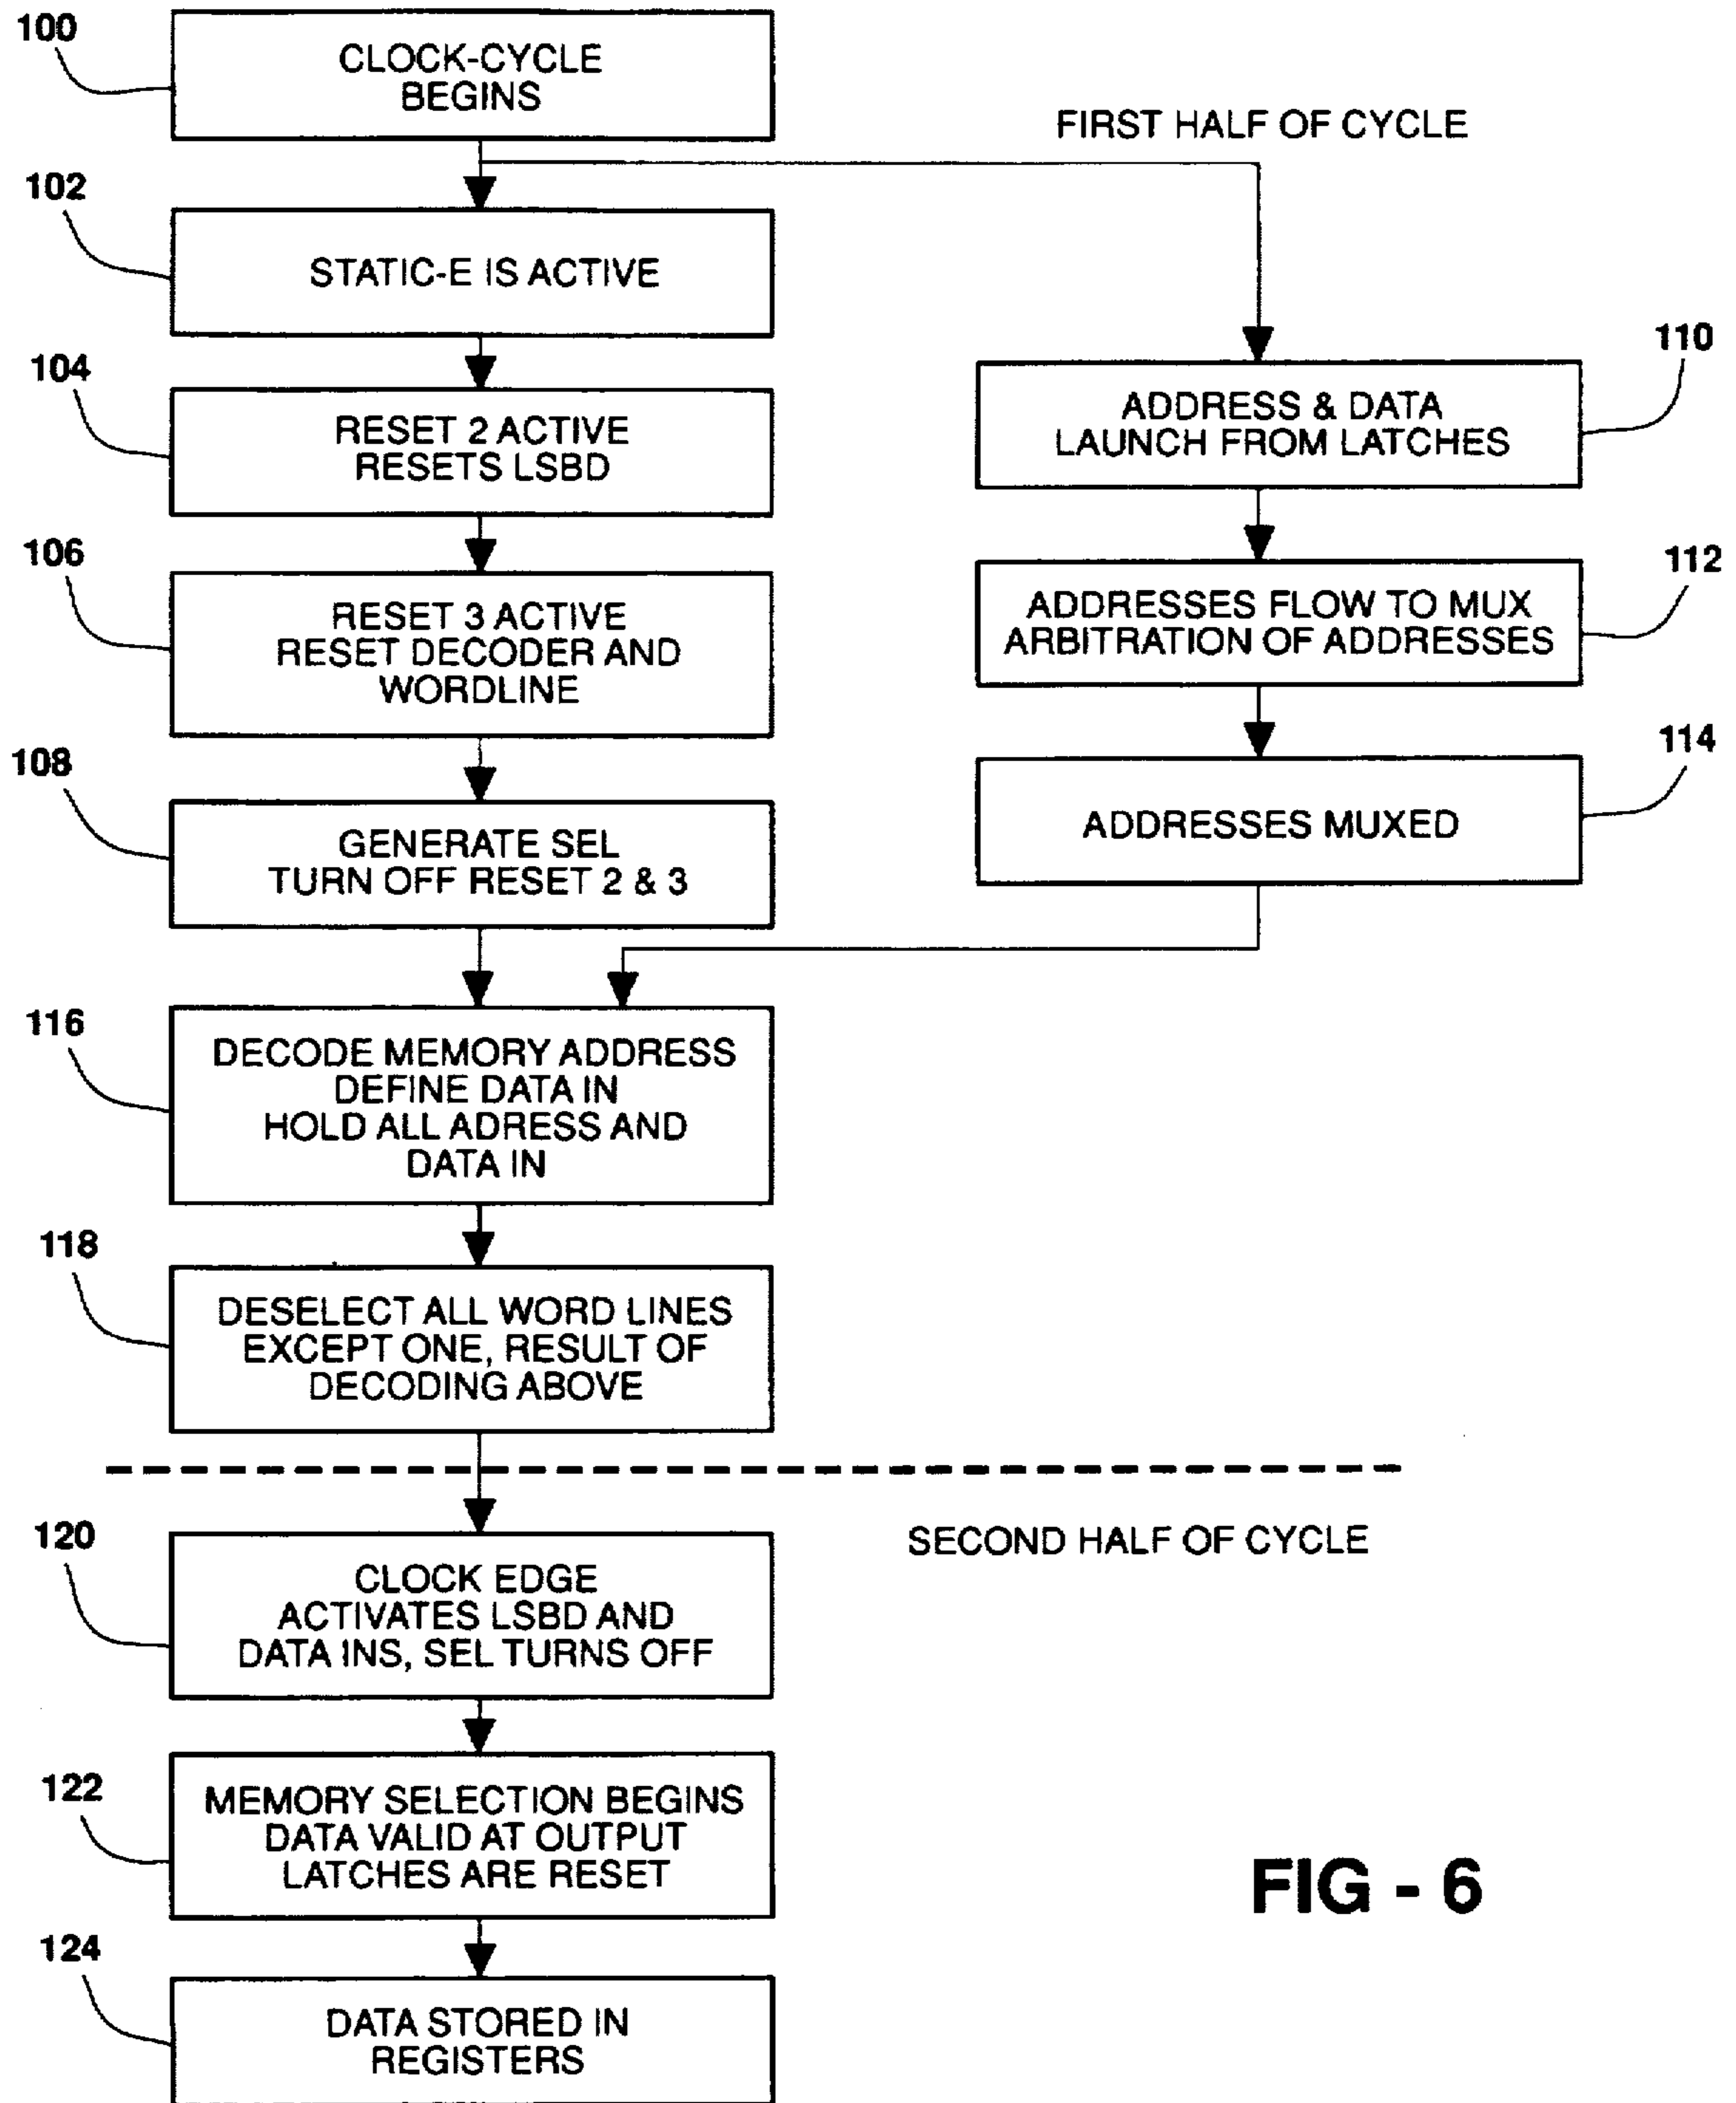 100
CLOCK-CYCLE
BEGINS
FIRST HALF OF CYCLE
102
STATIC-E IS ACTIVE
104
RESET 2 ACTIVE
RESETS LSBD
106
RESET 3 ACTIVE
RESET DECODER AND
WORDLINE
108
GENERATE SEL
TURN OFF RESET 2 & 3
110
ADDRESS & DATA
LAUNCH FROM LATCHES
112
ADDRESSES FLOW TO MUX
ARBITRATION OF ADDRESSES
114
ADDRESSES MUXED
116
DECODE MEMORY ADDRESS
DEFINE DATA IN
HOLD ALL ADRESS AND
DATA IN
118
DESELECT ALL WORD LINES
EXCEPT ONE, RESULT OF
DECODING ABOVE
SECOND HALF OF CYCLE
120
CLOCK EDGE
ACTIVATES LSBD AND
DATA INS, SEL TURNS OFF
122
MEMORY SELECTION BEGINS
DATA VALID AT OUTPUT
LATCHES ARE RESET
124
DATA STORED IN
REGISTERS
FIG - 6